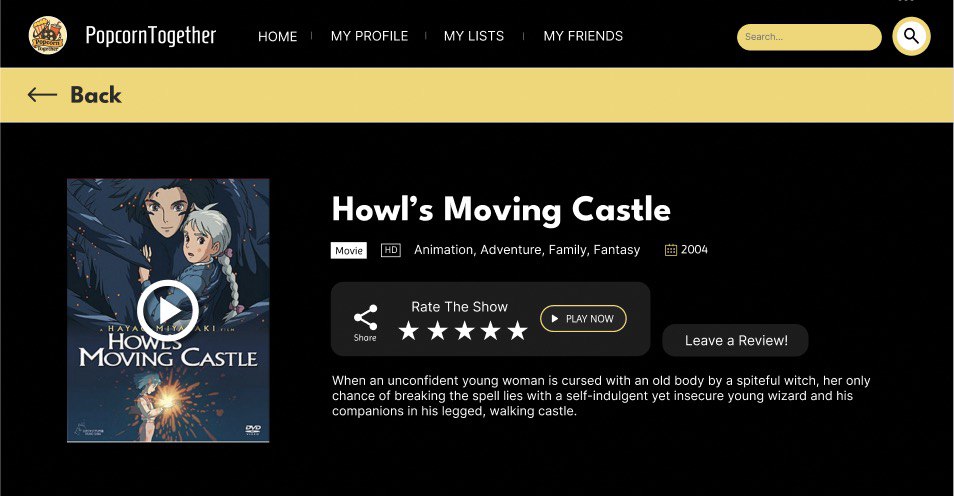 Popcorn
Together
PopcornTogether
HOME
MY PROFILE
MY LISTS
MY FRIENDS
Search...
Back
A HAYAO MIYAZAKI FILM
HOWL'S
MOVING CASTLE
DVD
Howl's Moving Castle
Movie
HD
Animation, Adventure, Family, Fantasy
2004
Share
Rate The Show
PLAY NOW
Leave a Review!
When an unconfident young woman is cursed with an old body by a spiteful witch, her only
chance of breaking the spell lies with a self-indulgent yet insecure young wizard and his
companions in his legged, walking castle.